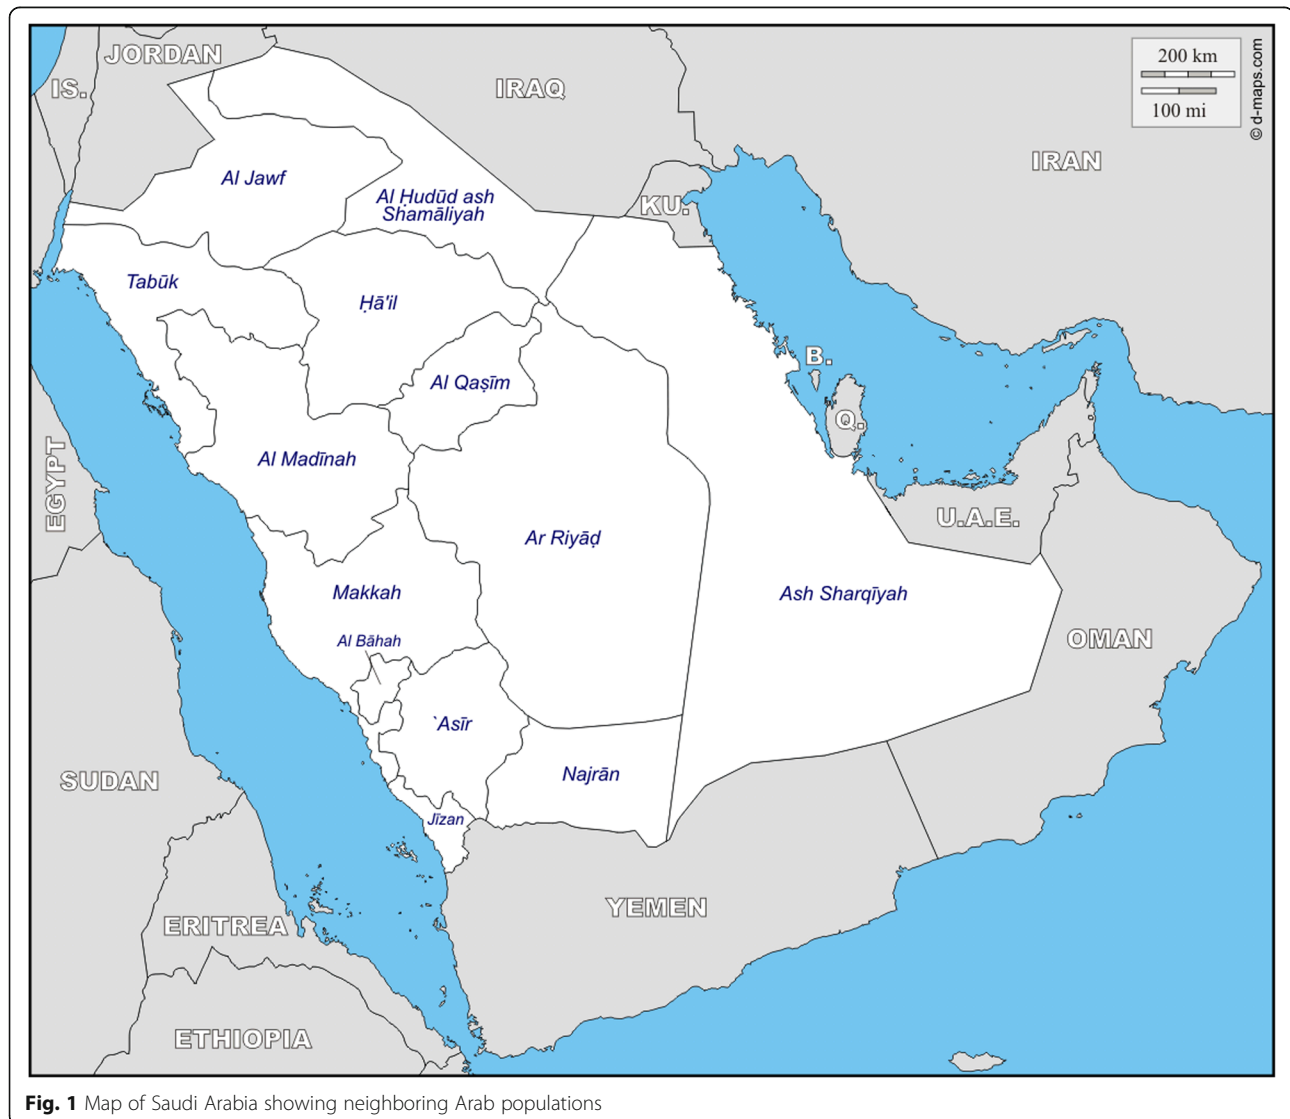 JORDAN
IS.
IRAQ
200 km
100 mi
© d-maps.com
IRAN
Al Jawf
Al Ḥudūd ash
Shamāliyah
KU.
Tabūk
Ḥā'il
B.
Al Qaṣīm
Q.
Al Madīnah
EGYPT
U.A.E.
Ar Riyāḍ
Makkah
Ash Sharqīyah
Al Bāhah
OMAN
`Asīr
Najrān
SUDAN
Jīzan
YEMEN
ERITREA
ETHIOPIA
Fig. 1 Map of Saudi Arabia showing neighboring Arab populations